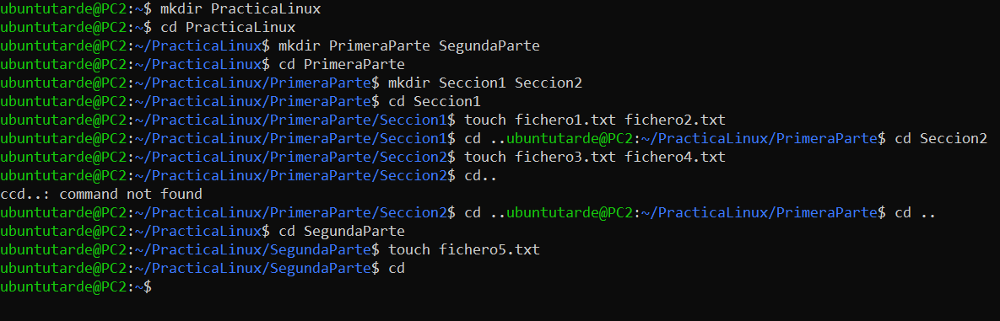 ubuntutarde@PC2:~$ mkdir PracticaLinux
ubuntutarde@PC2:~$ cd PracticaLinux
ubuntutarde@PC2:~/PracticaLinux$ mkdir PrimeraParte SegundaParte
ubuntutarde@PC2:~/PracticaLinux$ cd PrimeraParte
ubuntutarde@PC2:~/PracticaLinux/PrimeraParte$ mkdir Seccion1 Seccion2
ubuntutarde@PC2:~/PracticaLinux/PrimeraParte$ cd Seccion1
ubuntutarde@PC2:~/PracticaLinux/PrimeraParte/Seccion1$ touch fichero1.txt fichero2.txt
ubuntutarde@PC2:~/PracticaLinux/PrimeraParte/Seccion1$ cd ..ubuntutarde@PC2:~/PracticaLinux/PrimeraParte$ cd Seccion2
ubuntutarde@PC2:~/PracticaLinux/PrimeraParte/Seccion2$ touch fichero3.txt fichero4.txt
ubuntutarde@PC2:~/PracticaLinux/PrimeraParte/Seccion2$ cd..
ccd..: command not found
ubuntutarde@PC2:~/PracticaLinux/PrimeraParte/Seccion2$ cd ..ubuntutarde@PC2:~/PracticaLinux/PrimeraParte$ cd ..
ubuntutarde@PC2:~/PracticaLinux$ cd SegundaParte
ubuntutarde@PC2:~/PracticaLinux/SegundaParte$ touch fichero5.txt
ubuntutarde@PC2:~/PracticaLinux/SegundaParte$ cd
ubuntutarde@PC2:~$